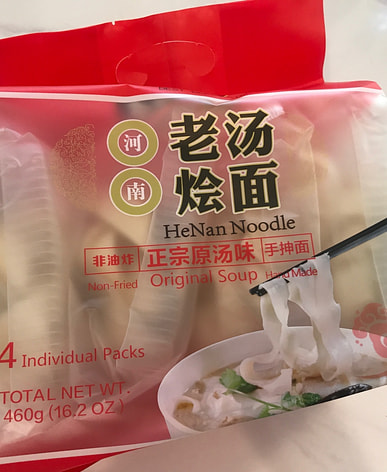 河南
老汤
烩面
HeNan Noodle
非油炸 正宗原汤味 手抻面
Non-Fried Original Soup Hand Made
4 Individual Packs
TOTAL NET WT.
460g (16.2 OZ)